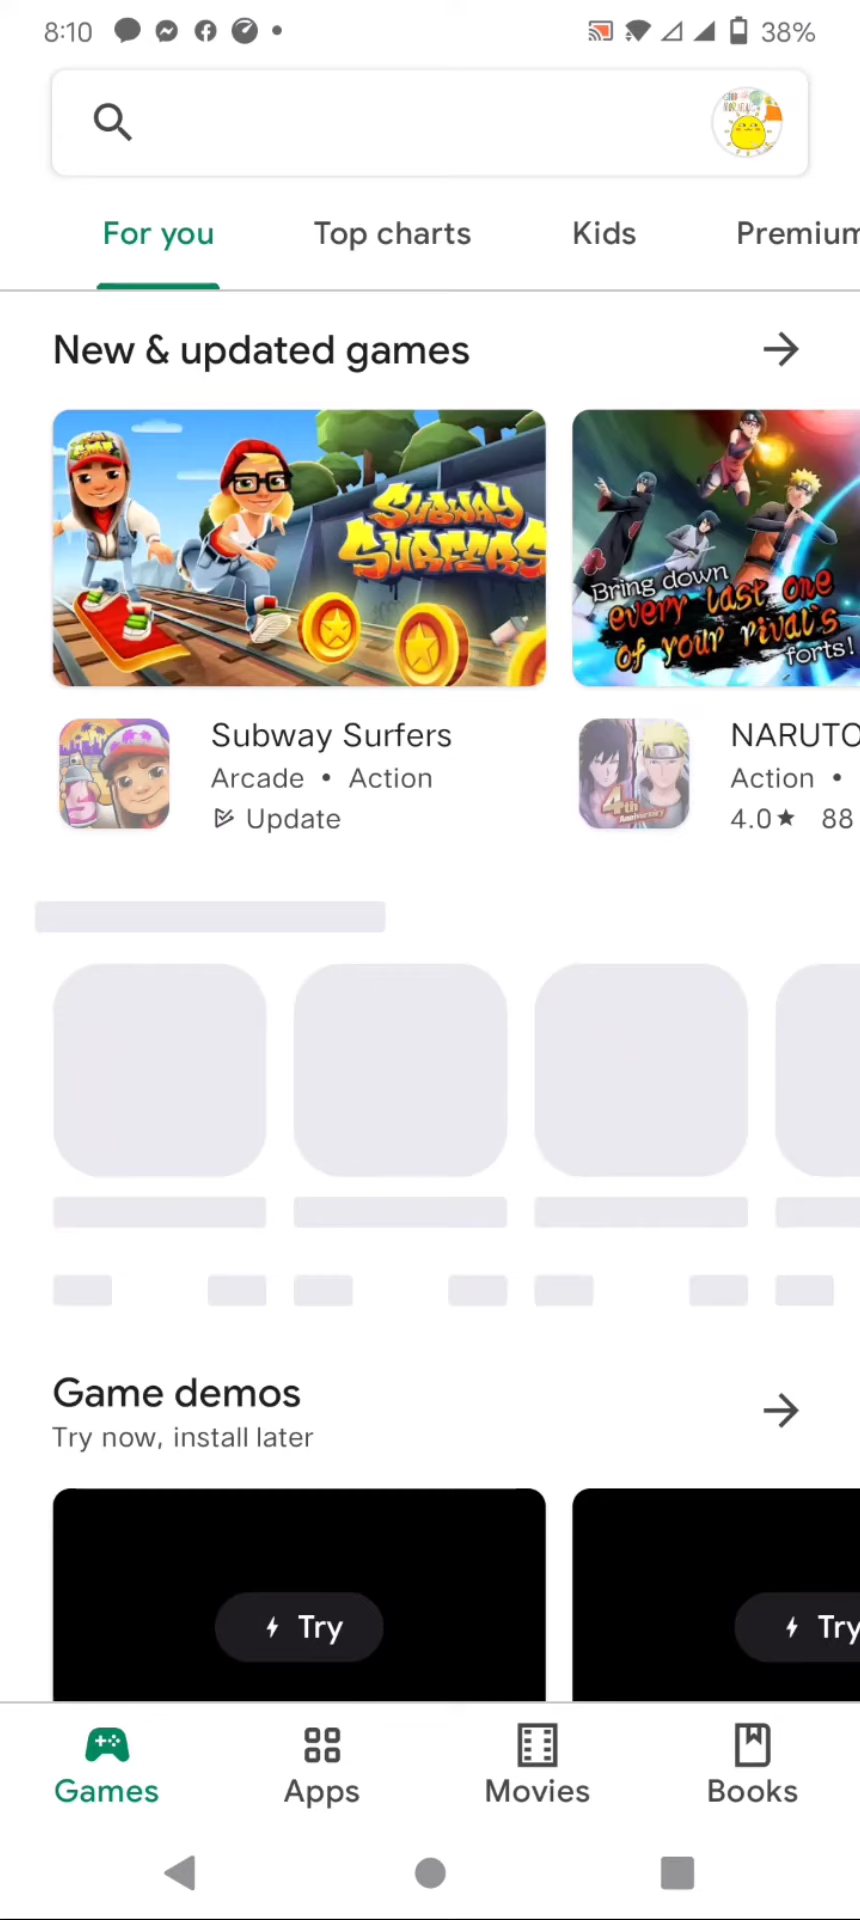 8:10
38%
For you
Top charts
Kids
Premium
New & updated games
SUBWAY
SURFERS
Bring down
every last one
of your rival's
forts!
Subway Surfers
Arcade • Action
Update
4th
Anniversary
NARUTO
Action •
4.0★ 88
Game demos
Try now, install later
Try
Try
Games
Apps
Movies
Books